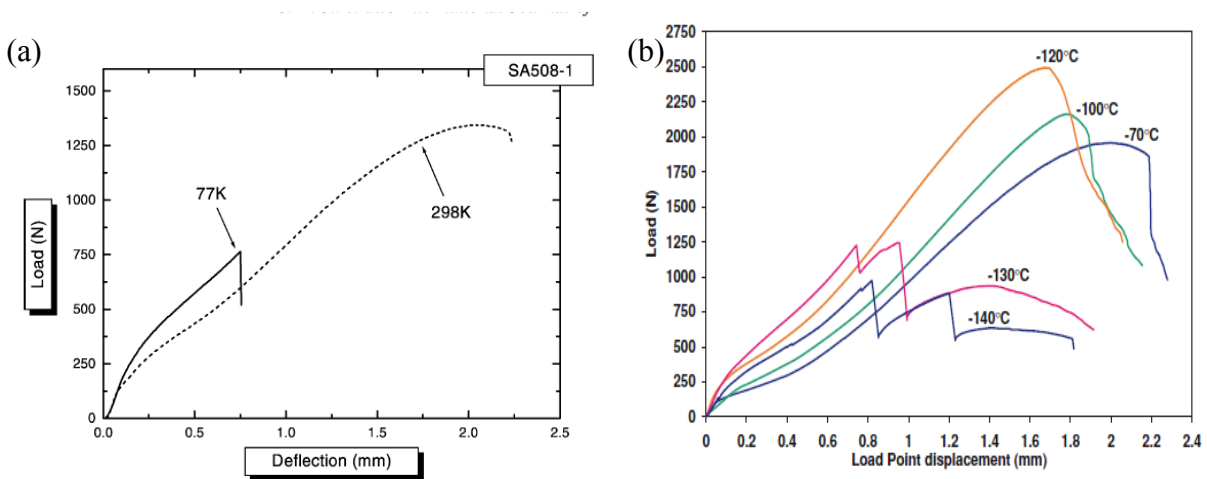 (a)
SA508-1
1500
1250
1000
750
500
250
0
Load (N)
77K
298K
0.0 0.5 1.0 1.5 2.0 2.5
Deflection (mm)
(b)
2750
2500
2250
2000
1750
1500
1250
1000
750
500
250
0
Load (N)
-120°C
-100°C
-70°C
-130°C
-140°C
0 0.2 0.4 0.6 0.8 1 1.2 1.4 1.6 1.8 2 2.2 2.4
Load Point displacement (mm)